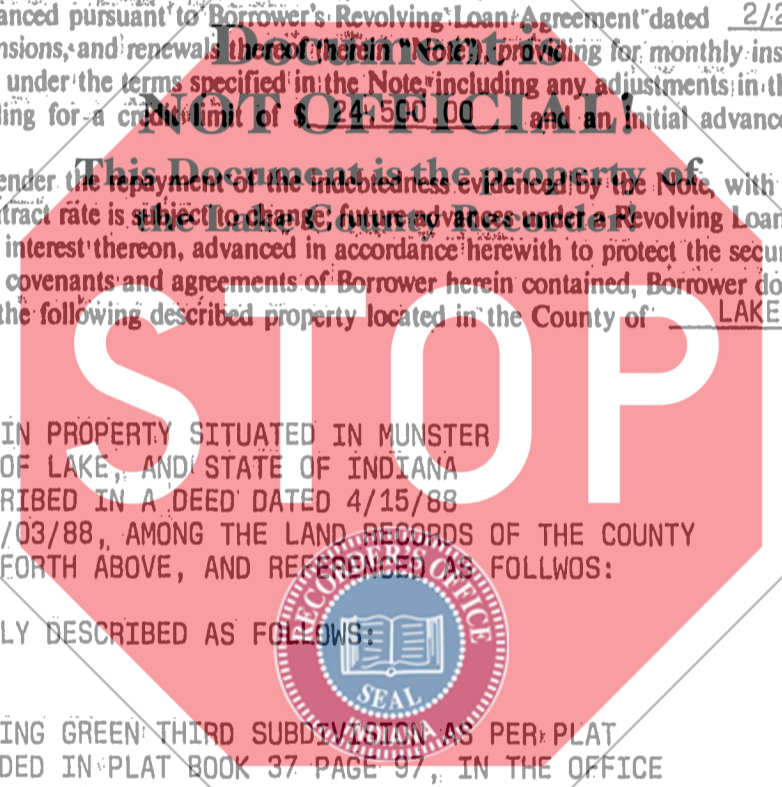 anced pursuant to Borrower's Revolving Loan Agreement dated 2/
Document is
nsions, and renewals thereof therein "Note"), providing for monthly ins
under the terms specified in the Note including any adjustments in th
NOT OFFICIAL!
ling for a credit limit of $ 24,500.00 and an initial advanc
This Document is the property of
ender the repayment of the indebtedness evidenced by the Note, with
the Lake County Recorder!
tract rate is subject to change; future advances under a Revolving Loan
interest thereon, advanced in accordance herewith to protect the secu
covenants and agreements of Borrower herein contained, Borrower do
the following described property located in the County of LAKE
STOP
IN PROPERTY SITUATED IN MUNSTER
OF LAKE, AND STATE OF INDIANA
RIBED IN A DEED DATED 4/15/88
/03/88, AMONG THE LAND RECORDS OF THE COUNTY
FORTH ABOVE, AND REFERENCED AS FOLLWOS:
RECORDER'S OFFICE
LY DESCRIBED AS FOLLOWS:
SEAL
INDIANA
ING GREEN THIRD SUBDIVISION AS PER PLAT
DED IN PLAT BOOK 37 PAGE 97, IN THE OFFICE